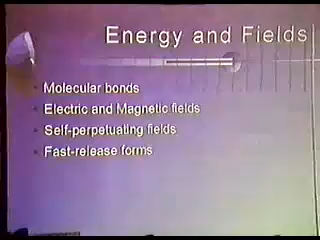 Energy and Fields
Molecular bonds
Electric and Magnetic fields
Self-perpetuating fields
Fast-release forms